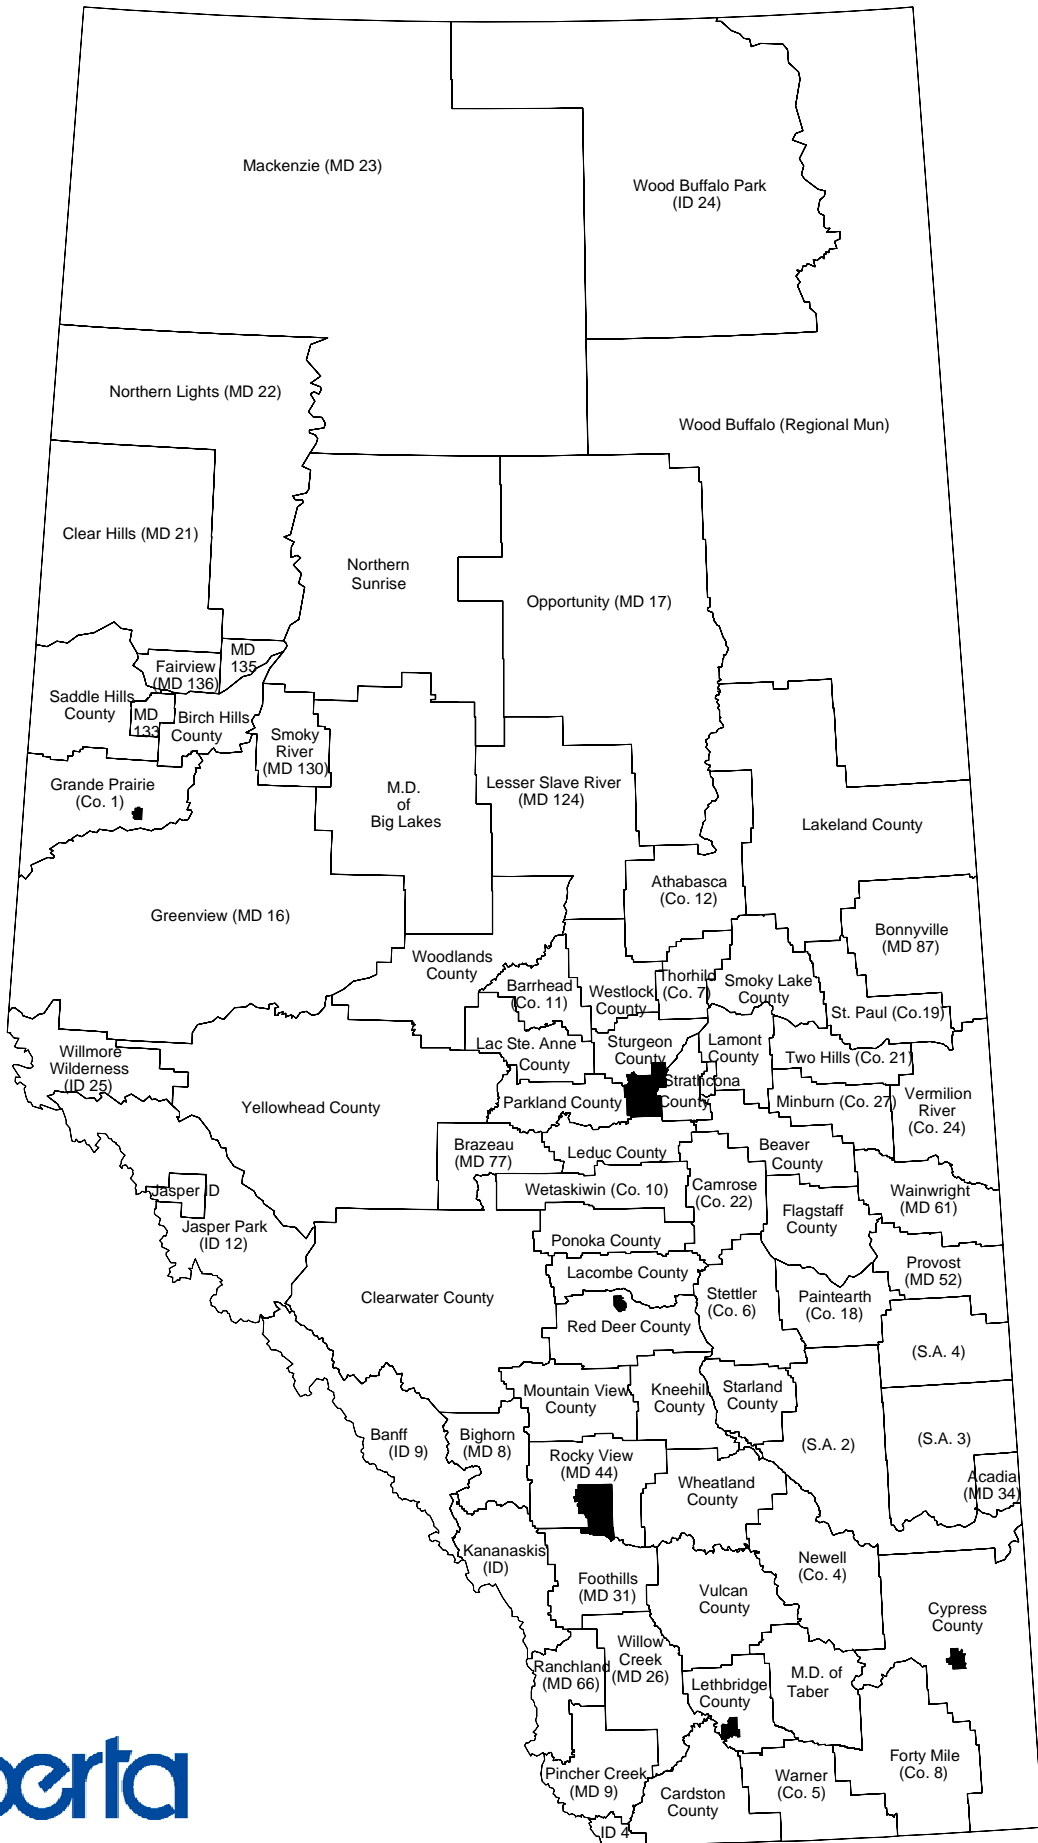 Mackenzie (MD 23)
Wood Buffalo Park
(ID 24)
Northern Lights (MD 22)
Wood Buffalo (Regional Mun)
Clear Hills (MD 21)
Northern
Sunrise
Opportunity (MD 17)
MD
135
Fairview
(MD 136)
Saddle Hills
County
MD
133
Birch Hills
County
Smoky
River
(MD 130)
Grande Prairie
(Co. 1)
M.D.
of
Big Lakes
Lesser Slave River
(MD 124)
Lakeland County
Athabasca
(Co. 12)
Greenview (MD 16)
Bonnyville
(MD 87)
Woodlands
County
Barrhead
(Co. 11)
Westlock
County
Thorhild
(Co. 7)
Smoky Lake
County
St. Paul (Co.19)
Willmore
Wilderness
(ID 25)
Lac Ste. Anne
County
Sturgeon
County
Lamont
County
Two Hills (Co. 21)
Strathcona
County
Yellowhead County
Parkland County
Minburn (Co. 27)
Vermilion
River
(Co. 24)
Brazeau
(MD 77)
Leduc County
Beaver
County
Jasper ID
Wetaskiwin (Co. 10)
Camrose
(Co. 22)
Wainwright
(MD 61)
Jasper Park
(ID 12)
Flagstaff
County
Ponoka County
Provost
(MD 52)
Lacombe County
Clearwater County
Stettler
(Co. 6)
Paintearth
(Co. 18)
Red Deer County
(S.A. 4)
Mountain View
County
Kneehill
County
Starland
County
Banff
(ID 9)
Bighorn
(MD 8)
(S.A. 2)
(S.A. 3)
Rocky View
(MD 44)
Wheatland
County
Acadia
(MD 34)
Kananaskis
(ID)
Newell
(Co. 4)
Foothills
(MD 31)
Vulcan
County
Cypress
County
Willow
Creek
(MD 26)
Ranchland
(MD 66)
Lethbridge
County
M.D. of
Taber
Pincher Creek
(MD 9)
Forty Mile
(Co. 8)
Warner
(Co. 5)
Cardston
County
ID 4
berta